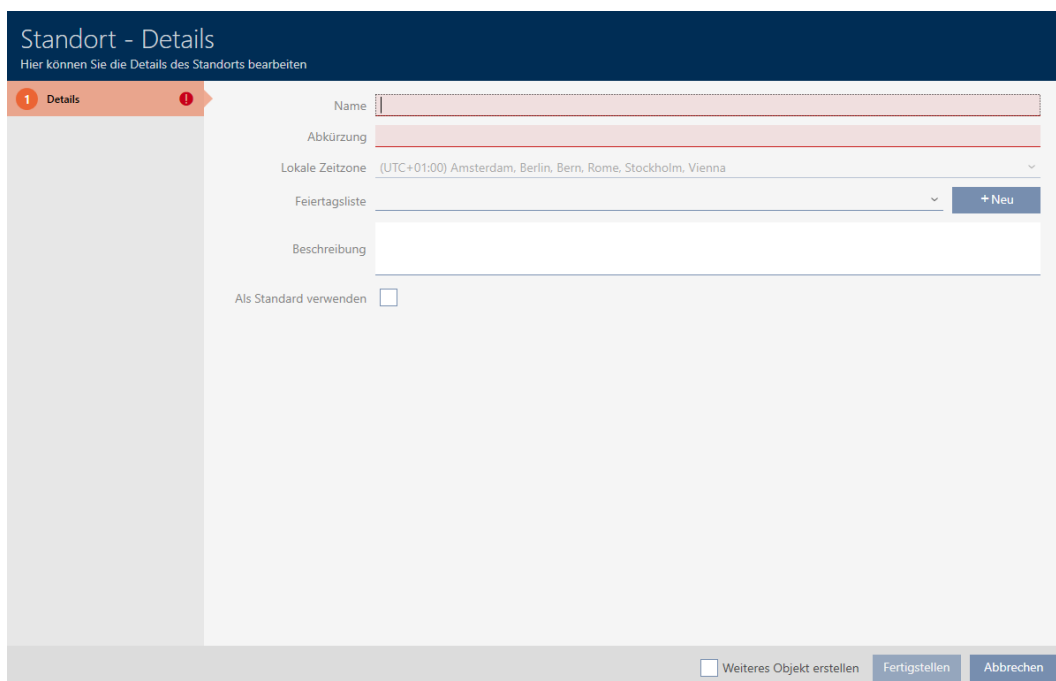 Standort - Details
Hier können Sie die Details des Standorts bearbeiten
1 Details !
Name
Abkürzung
Lokale Zeitzone (UTC+01:00) Amsterdam, Berlin, Bern, Rome, Stockholm, Vienna
Feiertagsliste + Neu
Beschreibung
Als Standard verwenden
Weiteres Objekt erstellen Fertigstellen Abbrechen